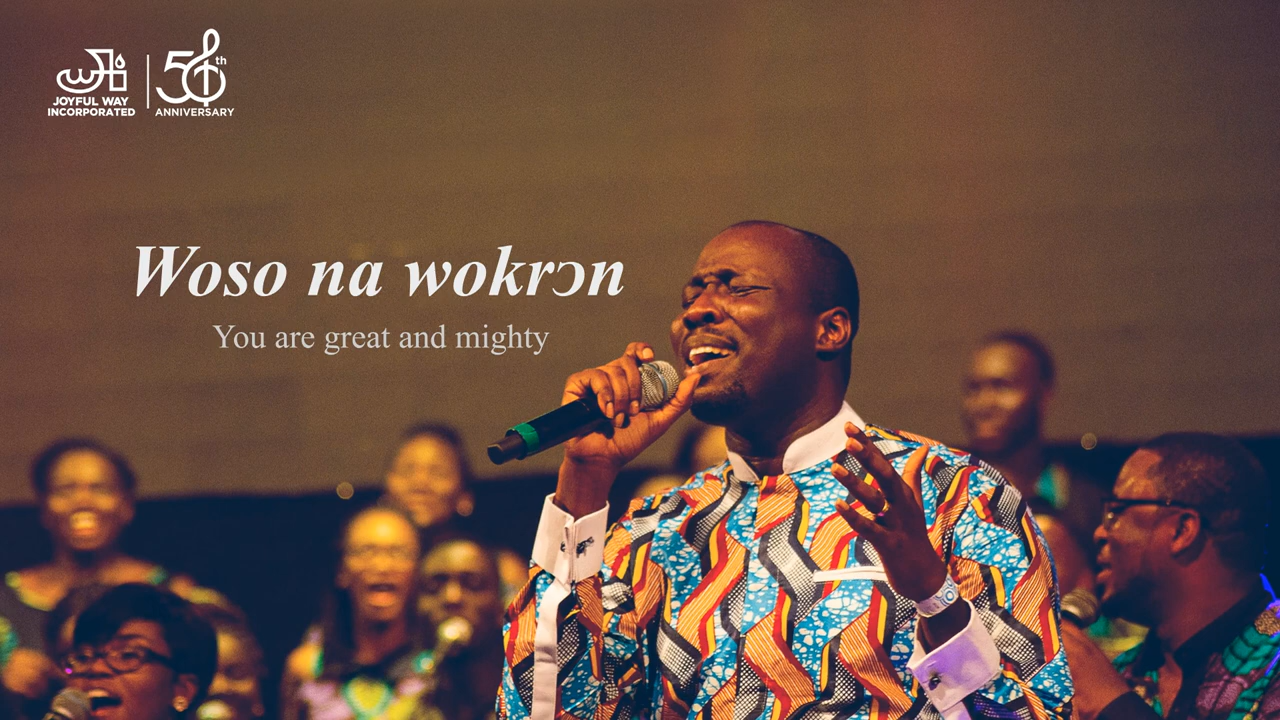 JOYFUL WAY
INCORPORATED
50th
ANNIVERSARY
Woso na wokrɔn
You are great and mighty